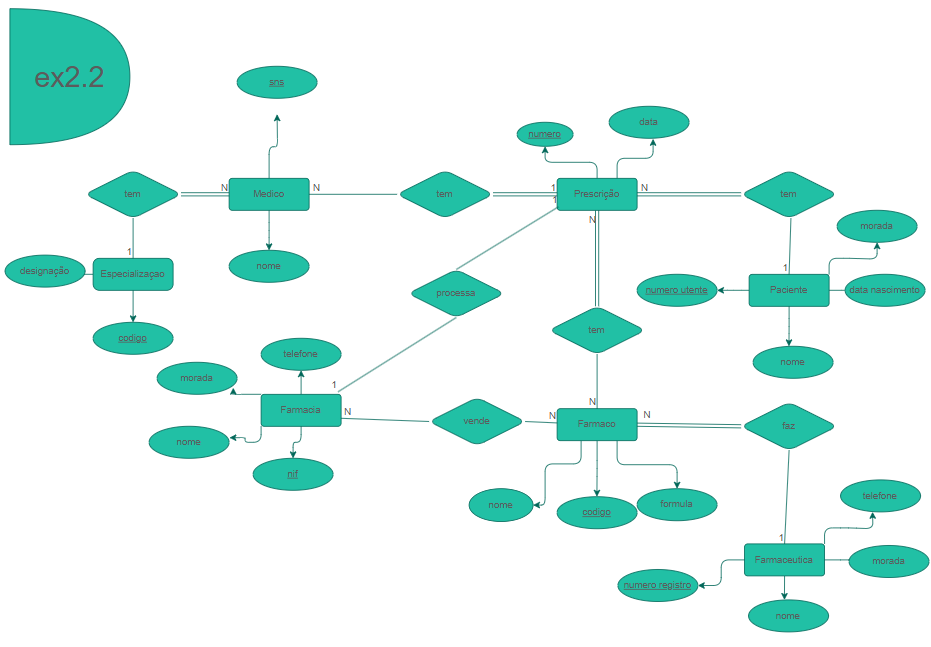 ex2.2
sns
numero
data
tem
N
Medico
N
tem
1
Prescrição
N
tem
1
N
morada
nome
1
designação
Especializaçao
1
numero utente
Paciente
data nascimento
processa
codigo
tem
nome
telefone
morada
1
Farmacia
N
vende
N
N
Farmaco
N
faz
nome
nif
nome
codigo
formula
telefone
1
Farmaceutica
morada
numero registro
nome